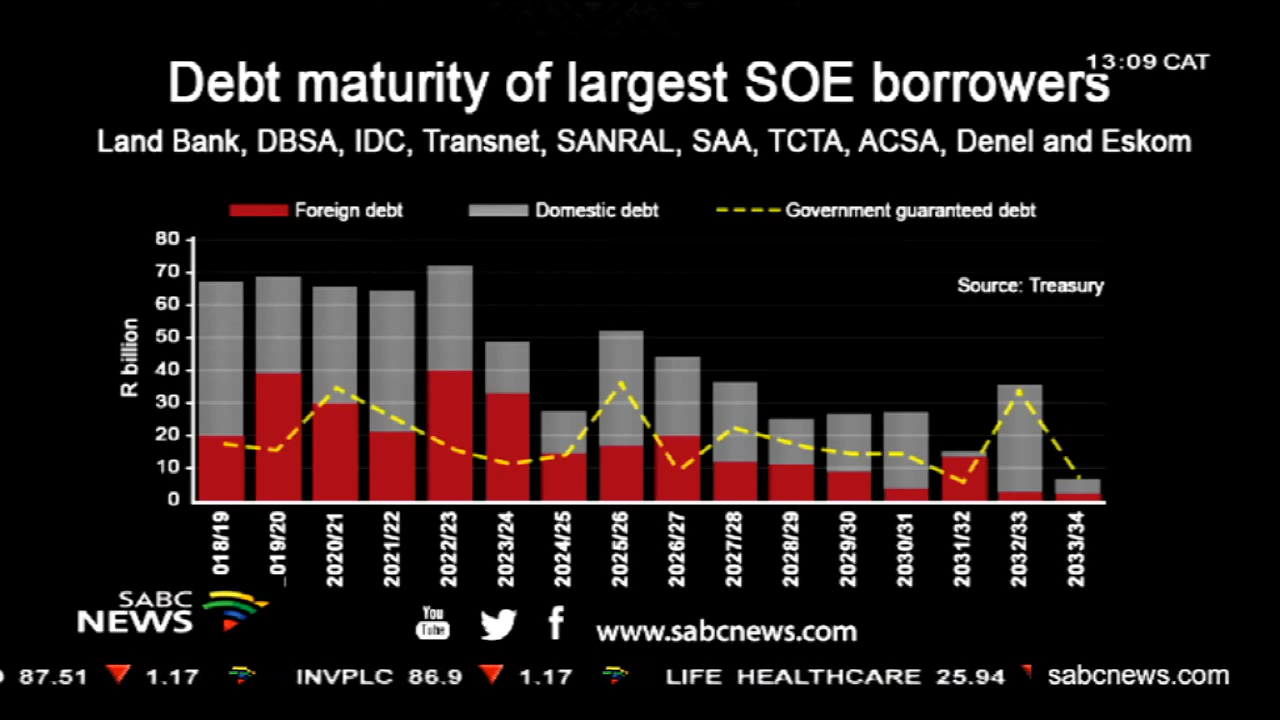 13:09 CAT
Debt maturity of largest SOE borrowers
Land Bank, DBSA, IDC, Transnet, SANRAL, SAA, TCTA, ACSA, Denel and Eskom
Foreign debt
Domestic debt
Government guaranteed debt
Source: Treasury
R billion
80
70
60
50
40
30
20
10
0
018/19
019/20
2020/21
2021/22
2022/23
2023/24
2024/25
2025/26
2026/27
2027/28
2028/29
2029/30
2030/31
2031/32
2032/33
2033/34
SABC
NEWS
You
Tube
www.sabcnews.com
87.51 1.17 INVPLC 86.9 1.17 LIFE HEALTHCARE 25.94 sabcnews.com